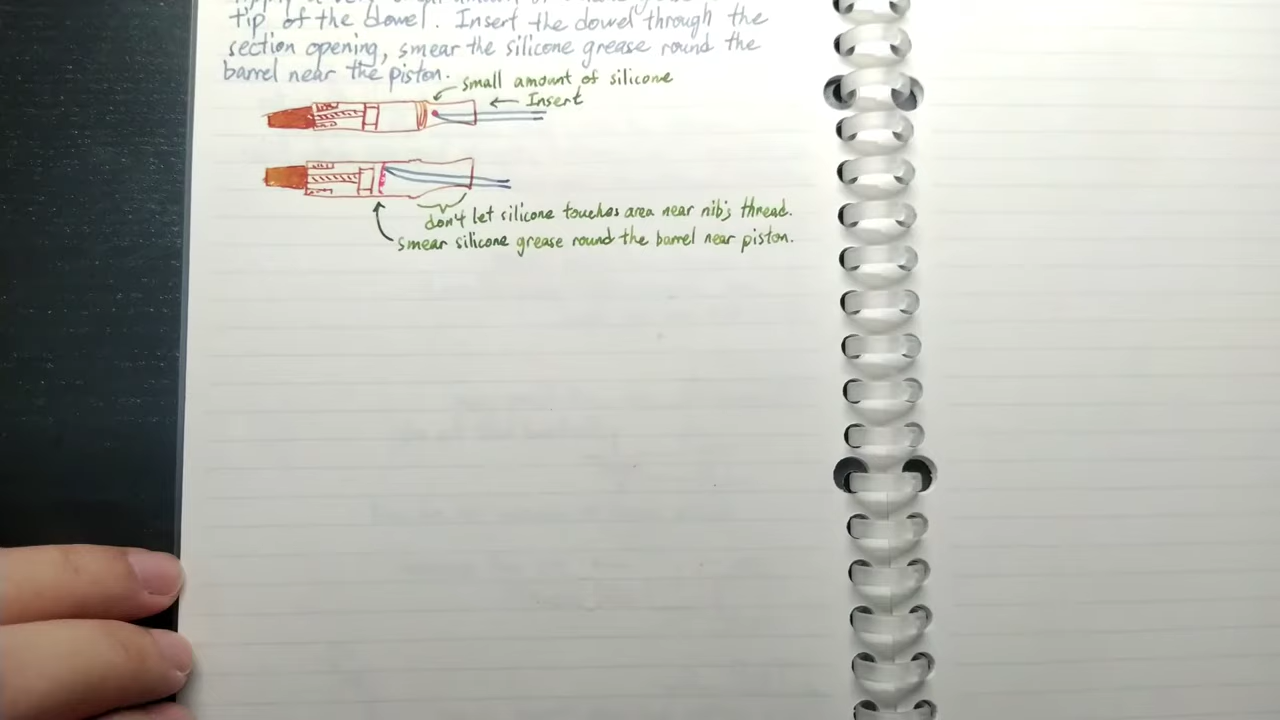 tip of the dowel. Insert the dowel through the
section opening, smear the silicone grease round the
barrel near the piston.
small amount of silicone
Insert
don't let silicone touches area near nib's thread.
smear silicone grease round the barrel near piston.